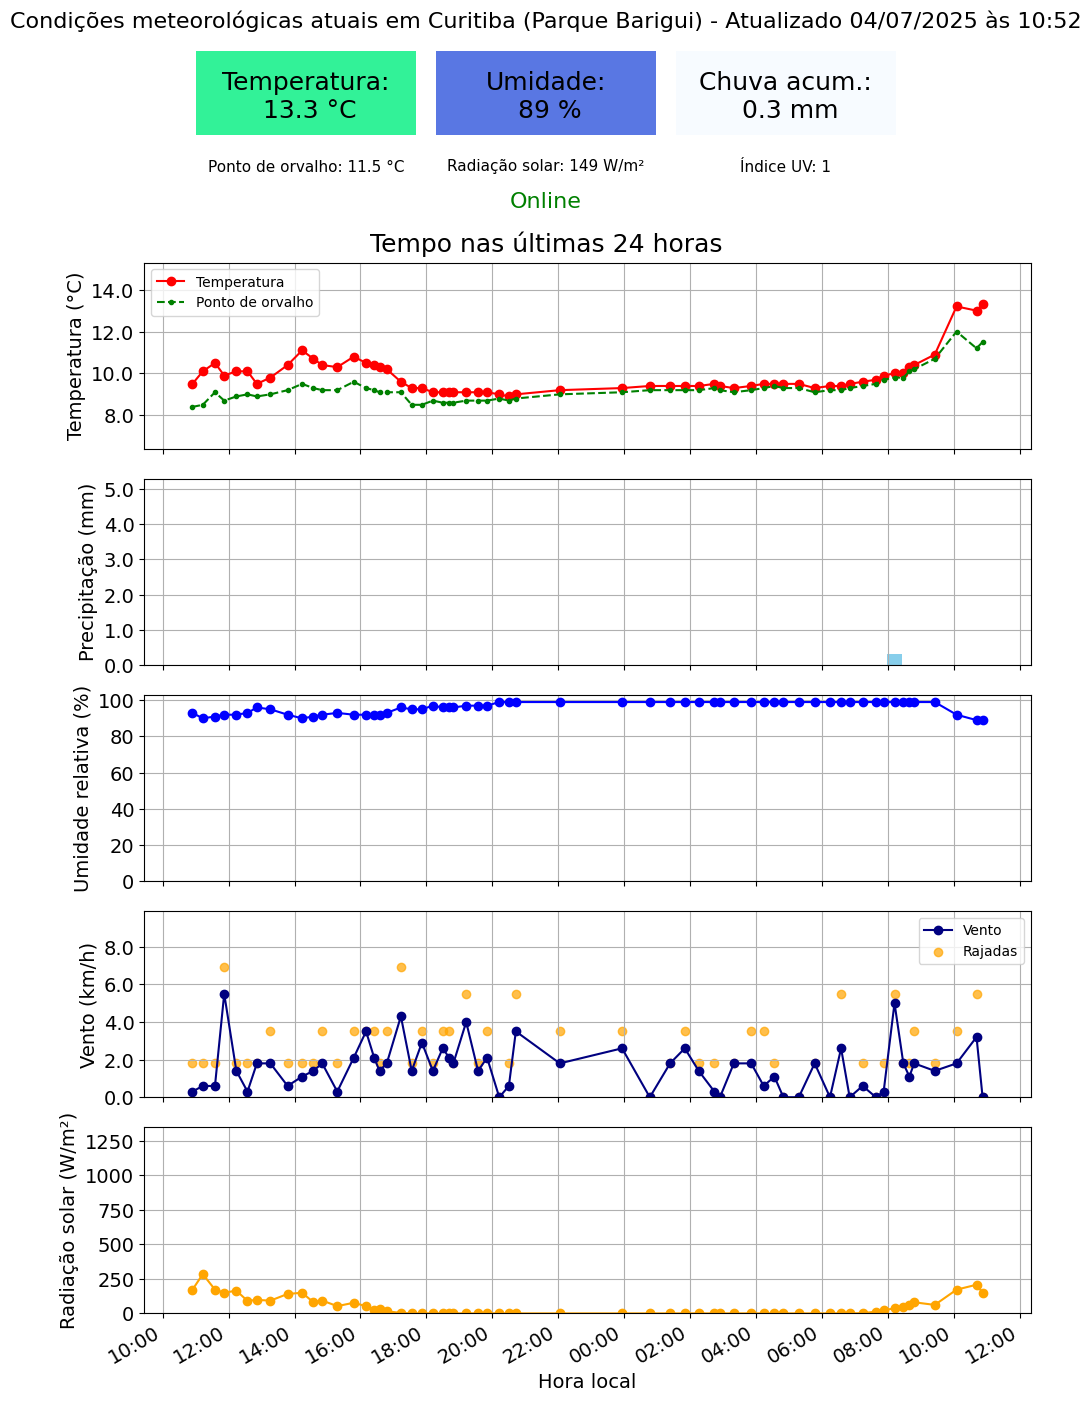 Condições meteorológicas atuais em Curitiba (Parque Barigui) - Atualizado 04/07/2025 às 10:52
Temperatura:
13.3 °C
Umidade:
89 %
Chuva acum.:
0.3 mm
Ponto de orvalho: 11.5 °C
Radiação solar: 149 W/m²
Índice UV: 1
Online
Tempo nas últimas 24 horas
Temperatura (°C)
14.0
12.0
10.0
8.0
Temperatura
Ponto de orvalho
Precipitação (mm)
5.0
4.0
3.0
2.0
1.0
0.0
Umidade relativa (%)
100
80
60
40
20
0
Vento (km/h)
8.0
6.0
4.0
2.0
0.0
Vento
Rajadas
Radiação solar (W/m²)
1250
1000
750
500
250
0
10:00
12:00
14:00
16:00
18:00
20:00
22:00
00:00
02:00
04:00
06:00
08:00
10:00
12:00
Hora local